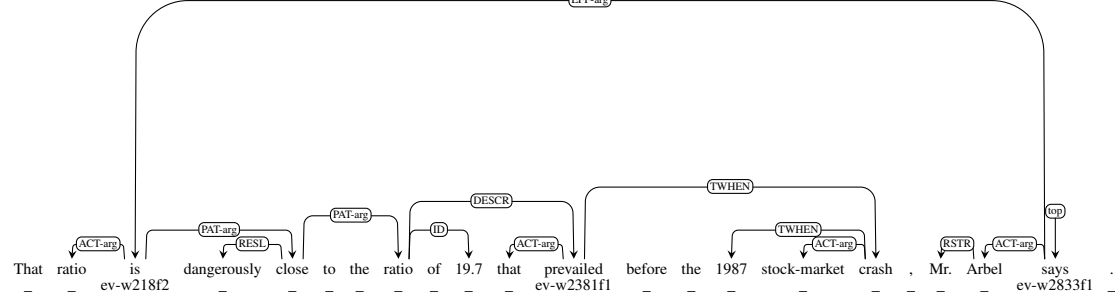 TWHEN
DESCR
top
PAT-arg
PAT-arg ID TWHEN
ACT-arg RESL ACT-arg ACT-arg RSTR ACT-arg
That ratio is dangerously close to the ratio of 19.7 that prevailed before the 1987 stock-market crash , Mr. Arbel says .
ev-w218f2 ev-w2381f1 ev-w2833f1